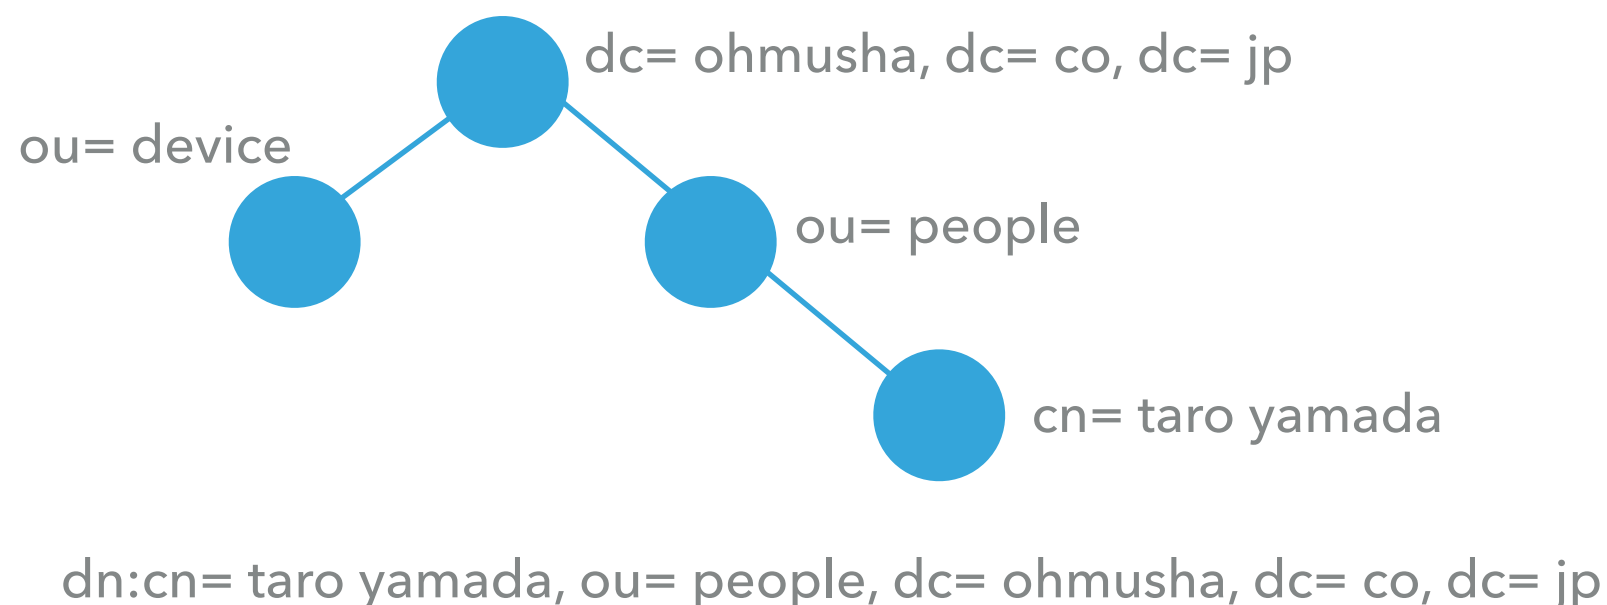 dc= ohmusha, dc= co, dc= jp
ou= device
ou= people
cn= taro yamada
dn:cn= taro yamada, ou= people, dc= ohmusha, dc= co, dc= jp